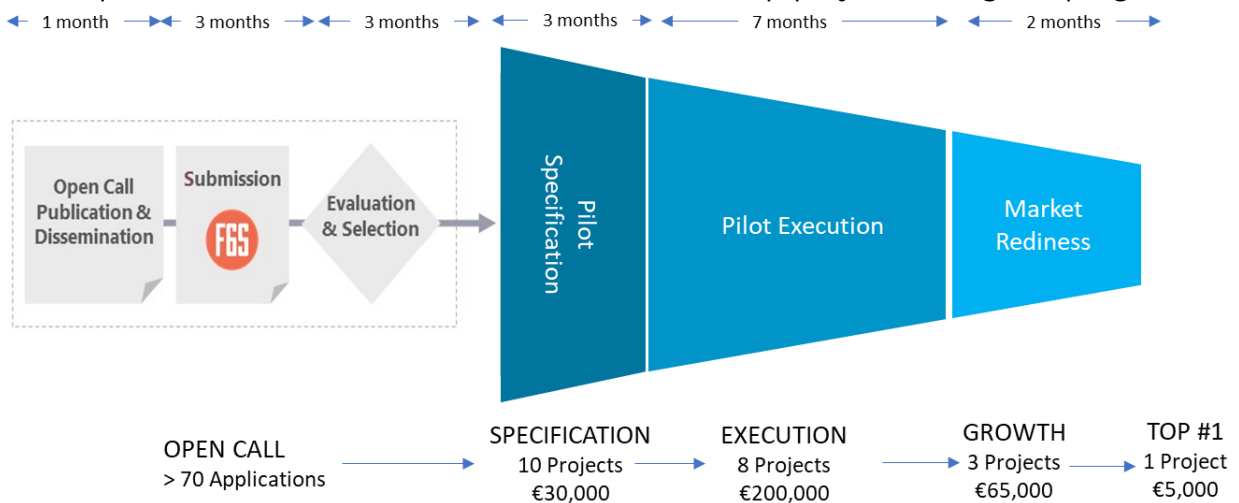 1 month
3 months
3 months
3 months
7 months
2 months
Open Call
Publication &
Dissemination
Submission
F6S
Evaluation
& Selection
Pilot
Specification
Pilot Execution
Market
Rediness
OPEN CALL
> 70 Applications
SPECIFICATION
10 Projects
€30,000
EXECUTION
8 Projects
€200,000
GROWTH
3 Projects
€65,000
TOP #1
1 Project
€5,000